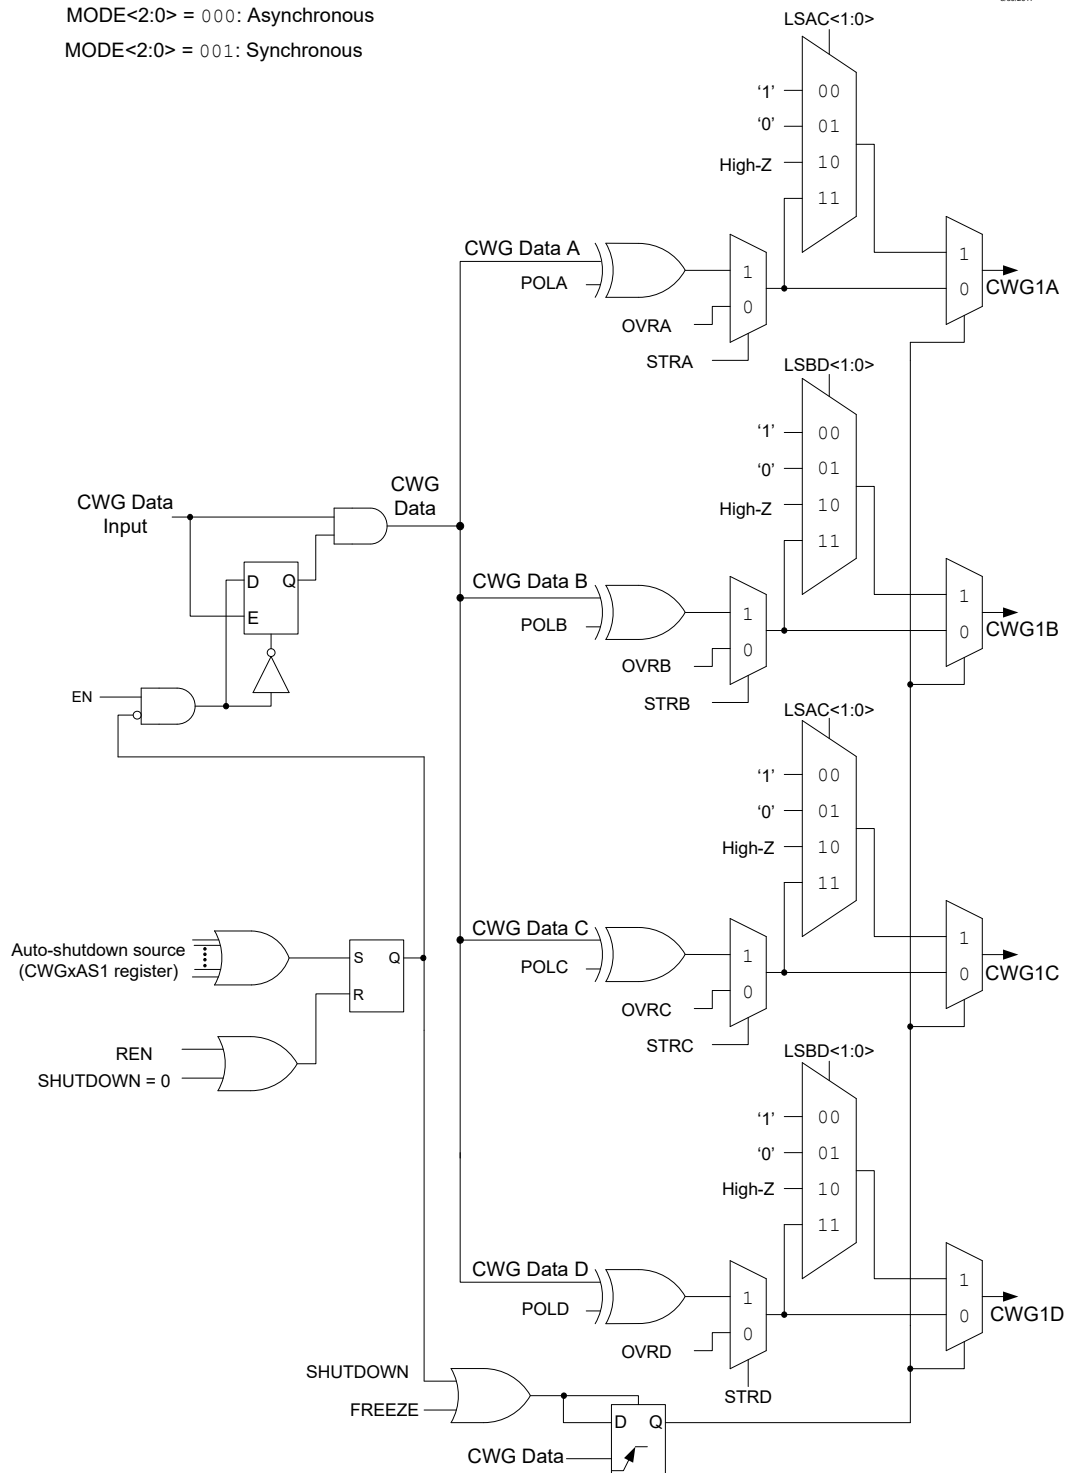 MODE<2:0> = 000: Asynchronous
MODE<2:0> = 001: Synchronous
LSAC<1:0>
‘1’ 00
‘0’ 01
High-Z 10
11
CWG Data A
POLA
1
0
OVRA
STRA
1
0
CWG1A
LSBD<1:0>
‘1’ 00
‘0’ 01
High-Z 10
11
CWG Data Input
CWG Data
D Q
E
EN
CWG Data B
POLB
1
0
OVRB
STRB
1
0
CWG1B
LSAC<1:0>
‘1’ 00
‘0’ 01
High-Z 10
11
Auto-shutdown source
(CWGxAS1 register)
S Q
R
REN
SHUTDOWN = 0
CWG Data C
POLC
1
0
OVRC
STRC
1
0
CWG1C
LSBD<1:0>
‘1’ 00
‘0’ 01
High-Z 10
11
CWG Data D
POLD
1
0
OVRD
STRD
1
0
CWG1D
SHUTDOWN
FREEZE
D Q
CWG Data